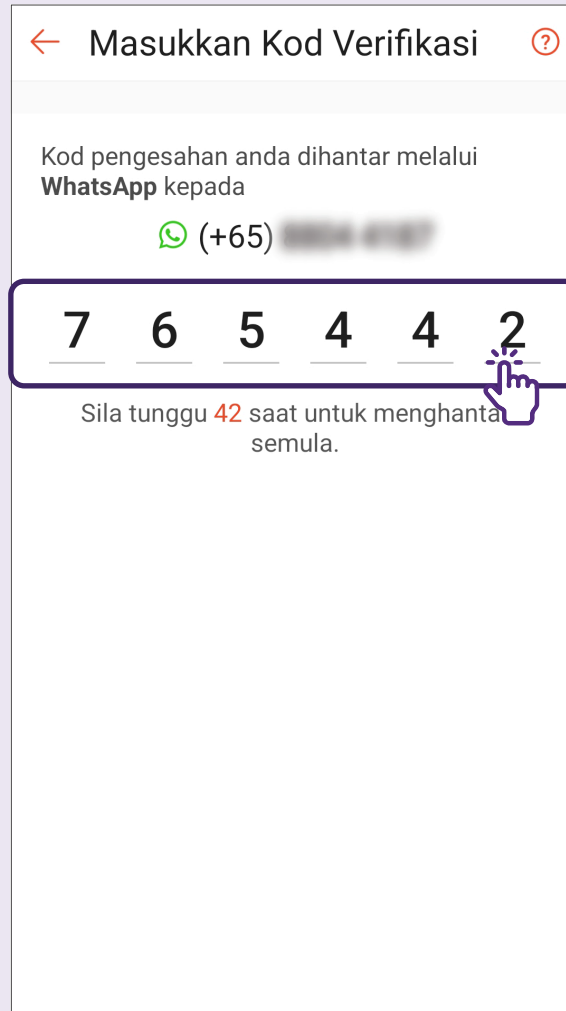 Masukkan Kod Verifikasi ?
Kod pengesahan anda dihantar melalui
WhatsApp kepada
(+65)
7 6 5 4 4 2
Sila tunggu 42 saat untuk
semula.